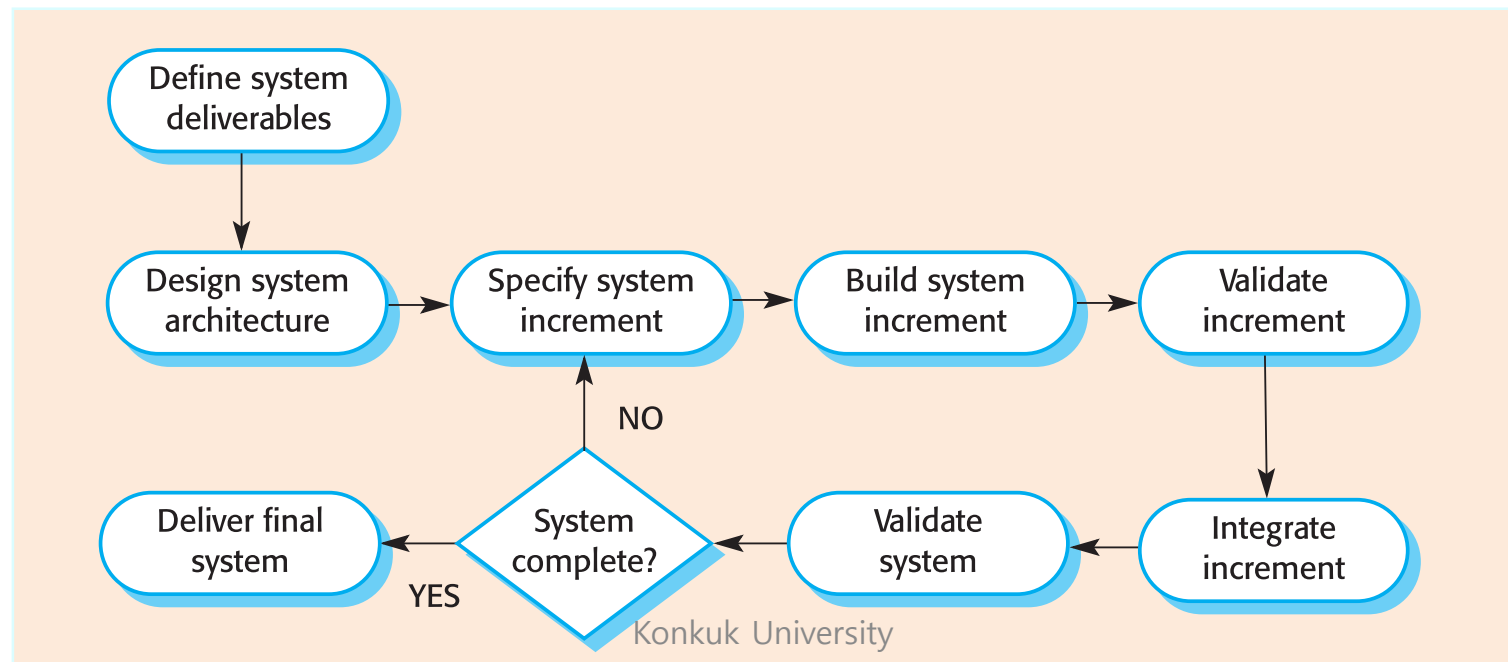 Define system
deliverables
Design system
architecture
Specify system
increment
Build system
increment
Validate
increment
NO
Deliver final
system
YES
System
complete?
Validate
system
Integrate
increment
Konkuk University